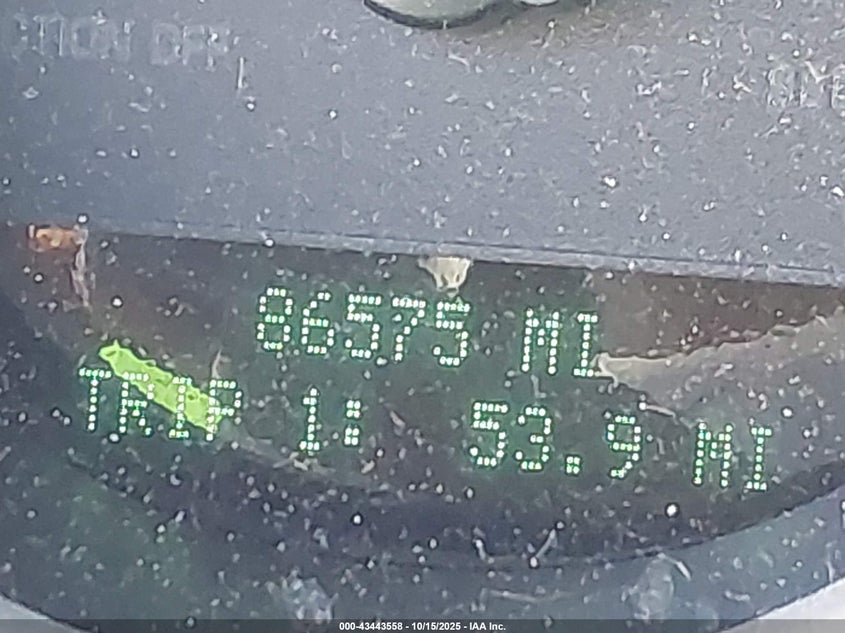 86575 MI
TRIP 1: 53.9 MI
000-43443558 - 10/15/2025 - IAA Inc.